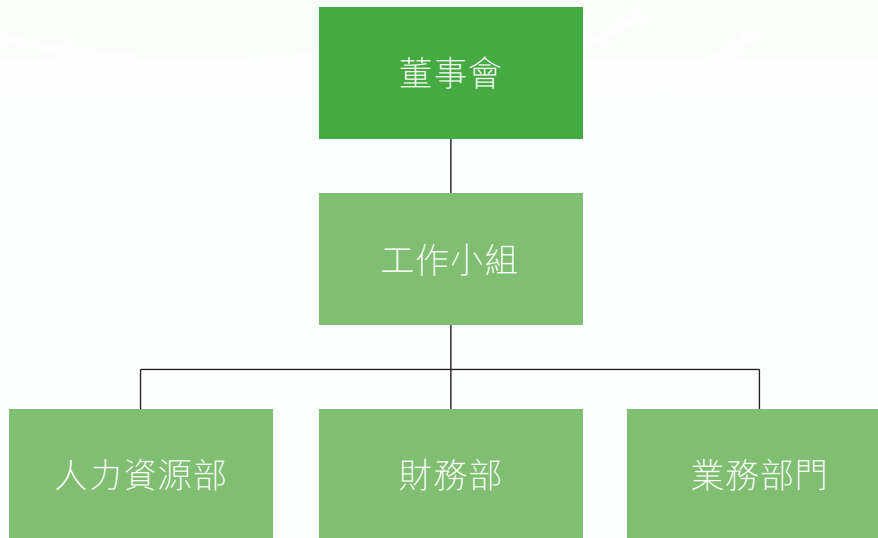 董事會
工作小組
人力資源部
財務部
業務部門